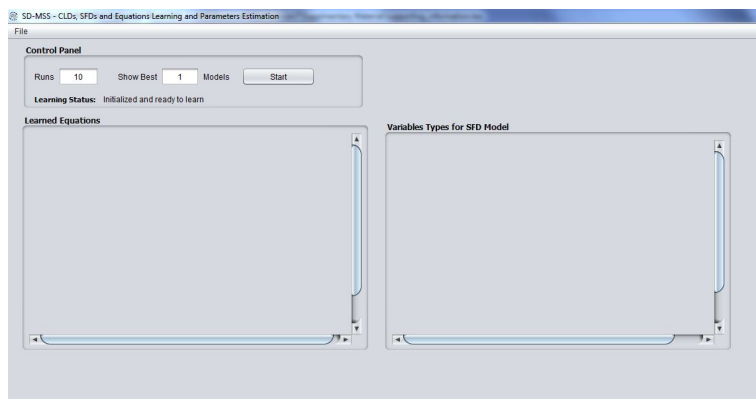 SD-MSS - CLDs, SFDs and Equations Learning and Parameters Estimation
File
Control Panel
Runs 10 Show Best 1 Models Start
Learning Status: Initialized and ready to learn
Learned Equations
Variables Types for SFD Model